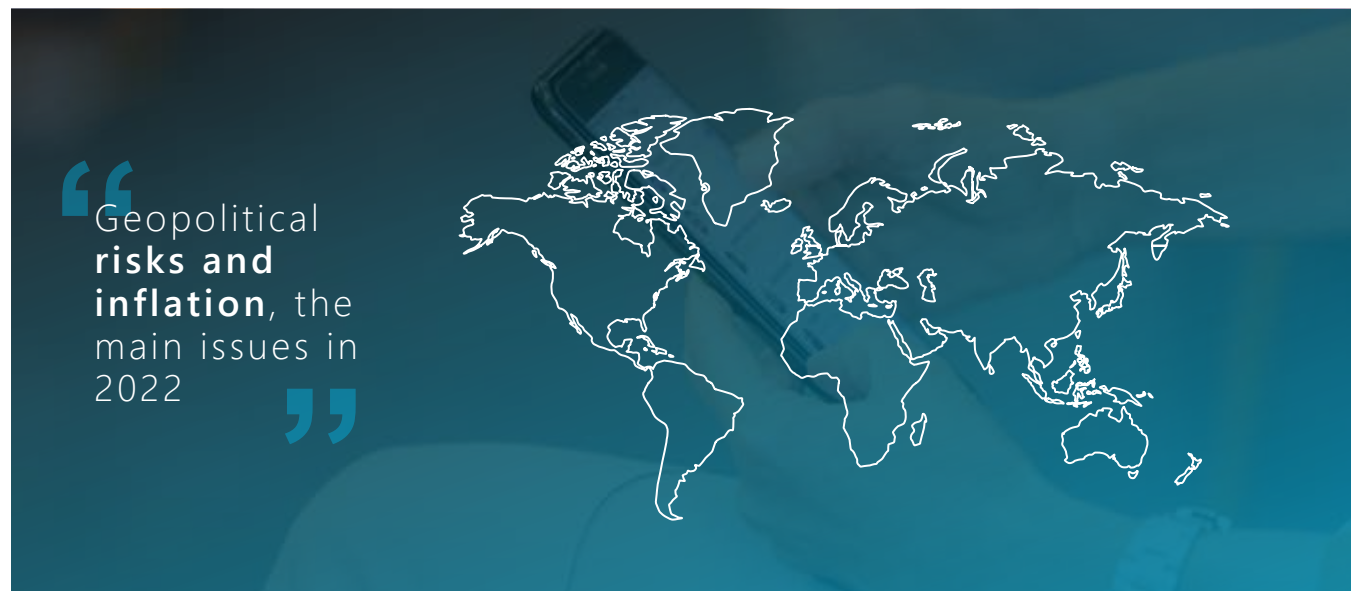 “
Geopolitical
risks and
inflation, the
main issues in
2022
”